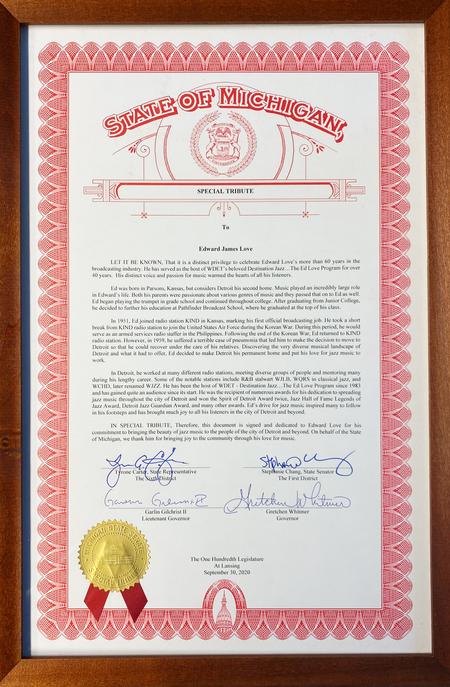 STATE OF MICHIGAN,
SPECIAL TRIBUTE
To
Edward James Love
LET IT BE KNOWN, That it is a distinct privilege to celebrate Edward Love's more than 60 years in the
broadcasting industry. He has served as the host of WDET's beloved Destination Jazz…The Ed Love Program for over
40 years. His distinct voice and passion for music warmed the hearts of all his listeners.
Ed was born in Parsons, Kansas, but considers Detroit his second home. Music played an incredibly large role
in Edward's life. Both his parents were passionate about various genres of music and they passed that on to Ed as well.
Ed began playing the trumpet in grade school and continued throughout college. After graduating from Junior College,
he decided to further his education at Pathfinder Broadcast School, where he graduated at the top of his class.
In 1951, Ed joined radio station KIND in Kansas, marking his first official broadcasting job. He took a short
break from KIND radio station to join the United States Air Force during the Korean War. During this period, he would
serve as an armed services radio staffer in the Philippines. Following the end of the Korean War, Ed returned to KIND
radio station. However, in 1939, he suffered a terrible case of pneumonia that led him to make the decision to move to
Detroit so that he could recover under the care of his relatives. Discovering the very diverse musical landscape of
Detroit and what it had to offer, Ed decided to make Detroit his permanent home and put his love for jazz music to
work.
In Detroit, he worked at many different radio stations, meeting diverse groups of people and mentoring many
during his lengthy career. Some of the notable stations include R&B stalwart WJLB, WQRS in classical jazz, and
WCHD, later renamed WJZZ. He has been the host of WDET - Destination Jazz…The Ed Love Program since 1983
and has gained quite an audience since its start. He was the recipient of numerous awards for his dedication to spreading
jazz music throughout the city of Detroit and won the Spirit of Detroit Award twice, Jazz Hall of Fame Legends of
Jazz Award, Detroit Jazz Guardian Award, and many other awards. Ed's drive for jazz music inspired many to follow
in his footsteps and has brought much joy to all his listeners in the city of Detroit and beyond.
IN SPECIAL TRIBUTE, Therefore, this document is signed and dedicated to Edward Love for his
commitment to bringing the beauty of jazz music to the people of the city of Detroit and beyond. On behalf of the State
of Michigan, we thank him for bringing joy to the community through his love for music.
Tyrone Carter, State Representative
The Sixth District
Stephanie Chang, State Senator
The First District
Garlin Gilchrist II
Garlin Gilchrist II
Lieutenant Governor
Gretchen Whitmer
Gretchen Whitmer
Governor
The One Hundredth Legislature
At Lansing
September 30, 2020